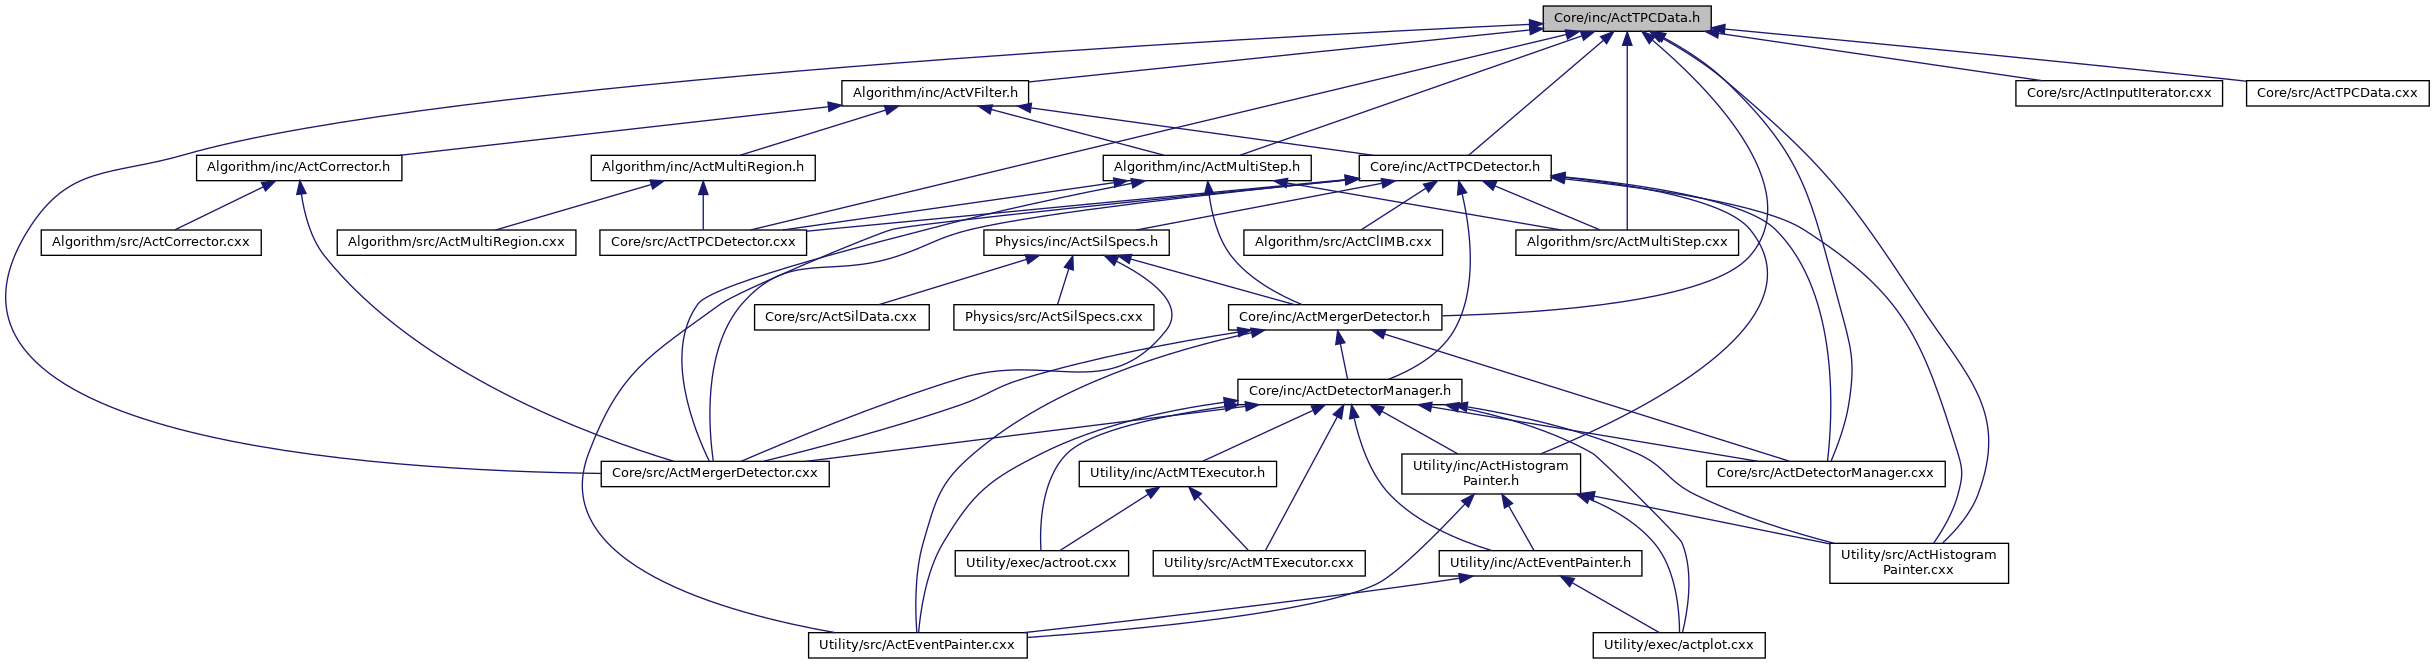 Core/inc/ActTPCData.h
Algorithm/inc/ActVFilter.h
Core/src/ActInputIterator.cxx
Core/src/ActTPCData.cxx
Algorithm/inc/ActCorrector.h
Algorithm/inc/ActMultiRegion.h
Algorithm/inc/ActMultiStep.h
Core/inc/ActTPCDetector.h
Algorithm/src/ActCorrector.cxx
Algorithm/src/ActMultiRegion.cxx
Core/src/ActTPCDetector.cxx
Physics/inc/ActSilSpecs.h
Algorithm/src/ActClIMB.cxx
Algorithm/src/ActMultiStep.cxx
Core/src/ActSilData.cxx
Physics/src/ActSilSpecs.cxx
Core/inc/ActMergerDetector.h
Core/inc/ActDetectorManager.h
Core/src/ActMergerDetector.cxx
Utility/inc/ActMTExecutor.h
Utility/inc/ActHistogram
Painter.h
Core/src/ActDetectorManager.cxx
Utility/exec/actroot.cxx
Utility/src/ActMTExecutor.cxx
Utility/inc/ActEventPainter.h
Utility/src/ActHistogram
Painter.cxx
Utility/src/ActEventPainter.cxx
Utility/exec/actplot.cxx